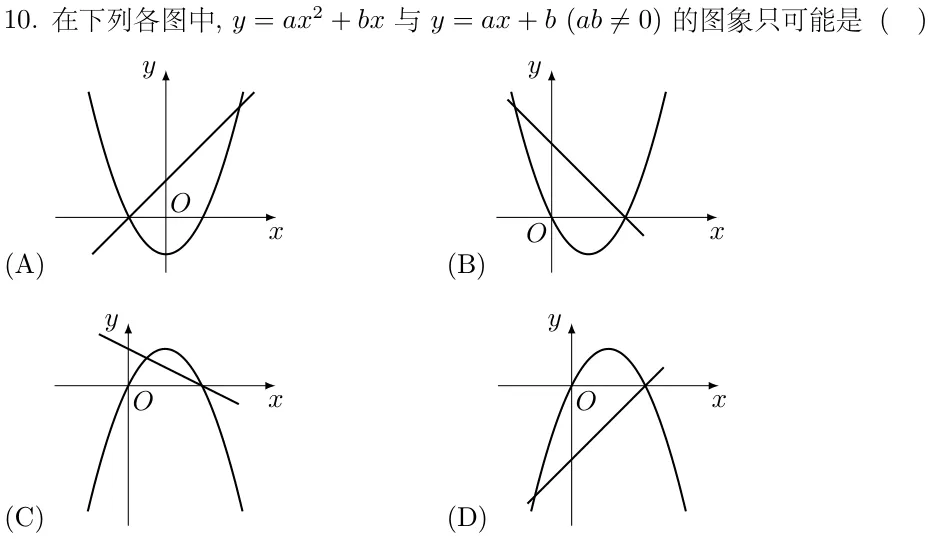 10. 在下列各图中, $y = ax^2 + bx$ 与 $y = ax + b$ $(ab \neq 0)$ 的图象只可能是 ( )
y
y
O
x
O
x
(A)
(B)
y
y
O
x
O
x
(C)
(D)